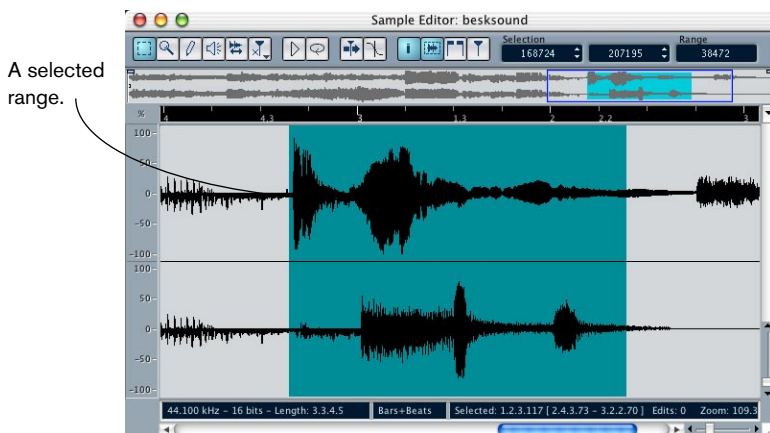 Sample Editor: besksound
Selection
Range
168724
207195
38472
A selected
range.
%
4
4.3
3
1.3
2
2.2
3
100
50
0
-50
-100
100
50
0
-50
-100
44.100 kHz - 16 bits - Length: 3.3.4.5
Bars+Beats
Selected: 1.2.3.117 [ 2.4.3.73 - 3.2.2.70 ]
Edits: 0
Zoom: 109.3